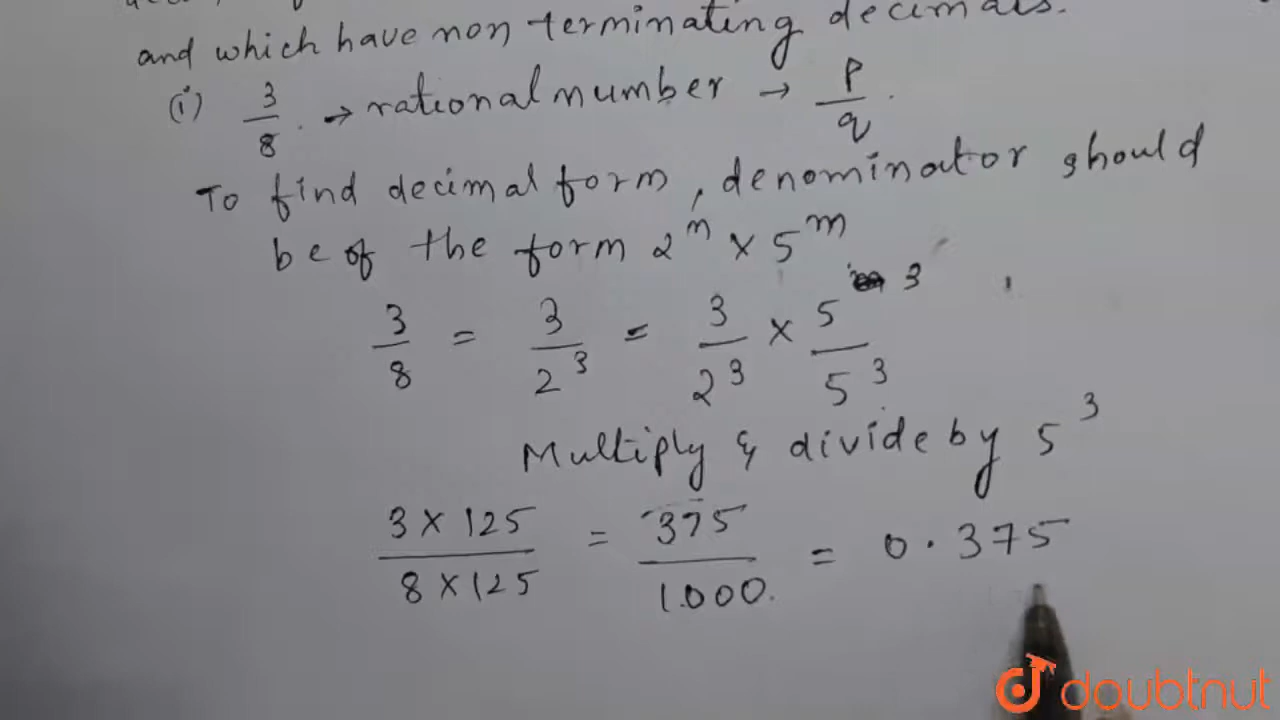 and which have non terminating decimals.
(i) 3/8. → rational number → p/q.
To find decimal form, denominator should
be of the form 2^n × 5^m
3/8 = 3/2^3 = 3/2^3 × 5^3/5^3
Multiply & divide by 5^3
3×125/8×125 = 375/1000. = 0.375
doubtnut